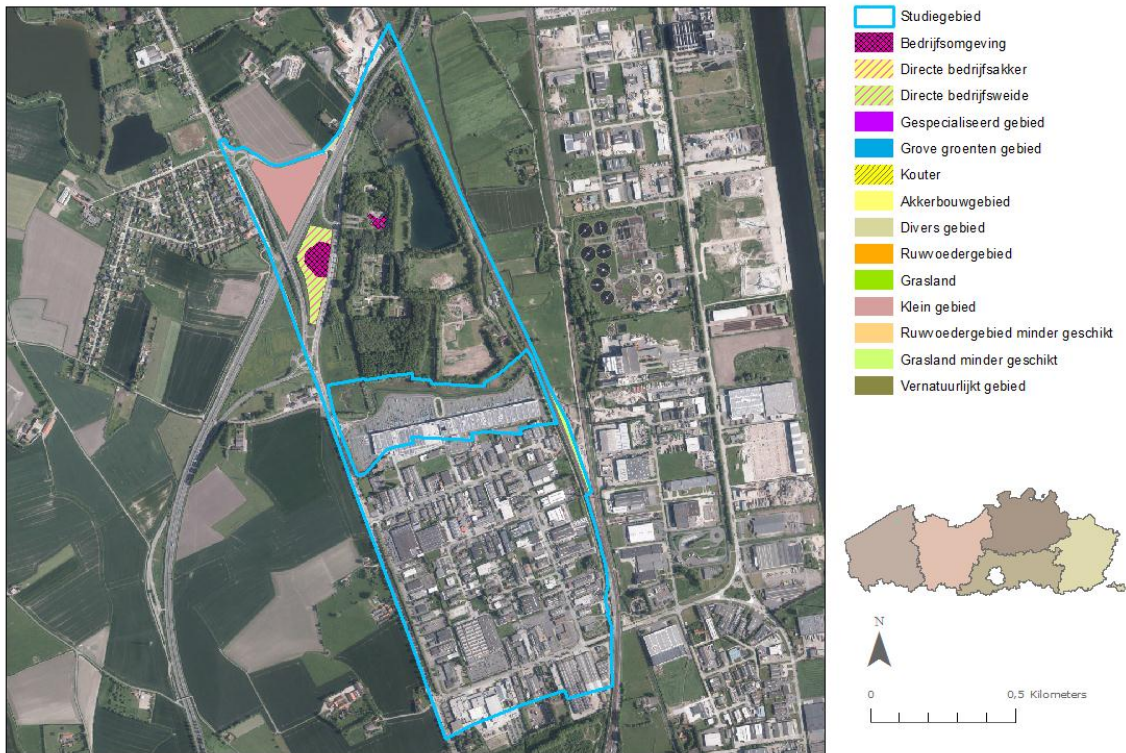 Studiegebied
Bedrijfsomgeving
Directe bedrijfsakker
Directe bedrijfsweide
Gespecialiseerd gebied
Grove groenten gebied
Kouter
Akkerbouwgebied
Divers gebied
Ruwvoedergebied
Grasland
Klein gebied
Ruwvoedergebied minder geschikt
Grasland minder geschikt
Vernatuurlijkt gebied
N
0 0,5 Kilometers